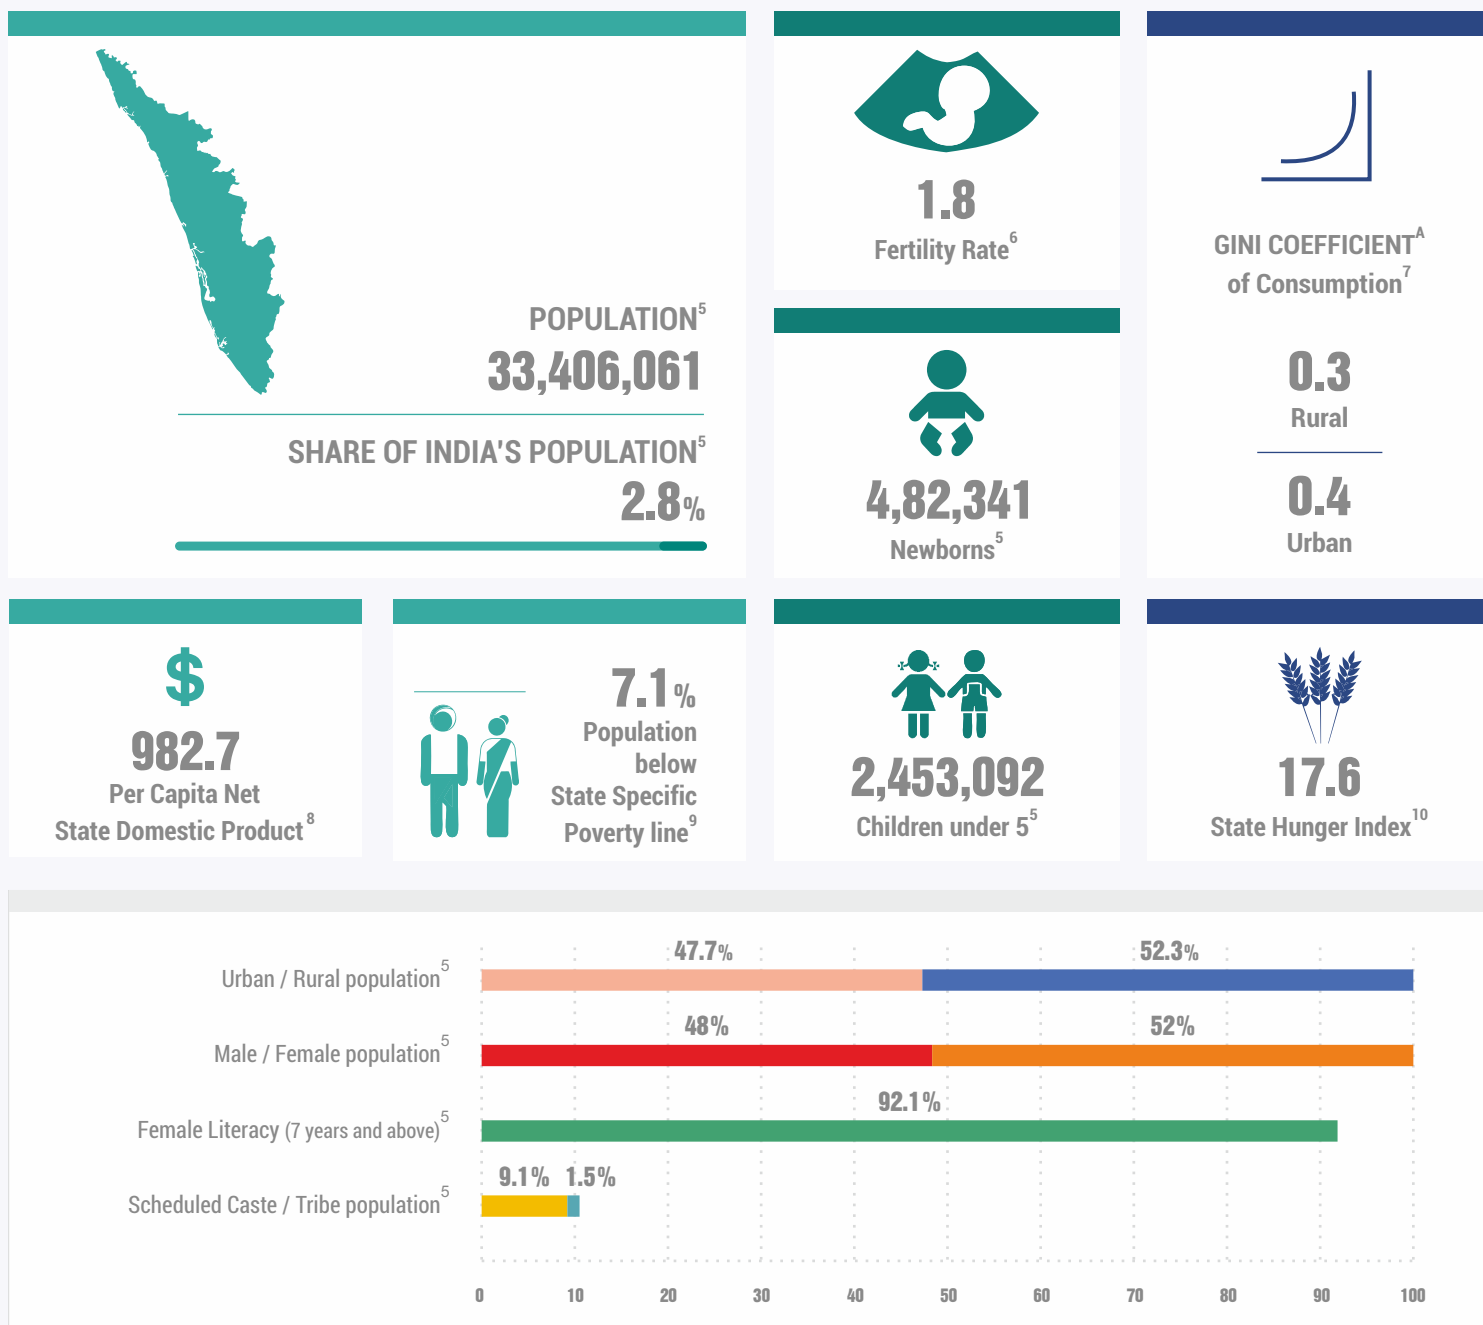 POPULATION5
33,406,061
SHARE OF INDIA'S POPULATION5
2.8%
1.8
Fertility Rate6
4,82,341
Newborns5
GINI COEFFICIENTA
of Consumption7
0.3
Rural
0.4
Urban
$
982.7
Per Capita Net
State Domestic Product8
7.1%
Population
below
State Specific
Poverty line9
2,453,092
Children under 55
17.6
State Hunger Index10
47.7% 52.3%
Urban / Rural population5
48% 52%
Male / Female population5
92.1%
Female Literacy (7 years and above)5
9.1% 1.5%
Scheduled Caste / Tribe population5
0 10 20 30 40 50 60 70 80 90 100